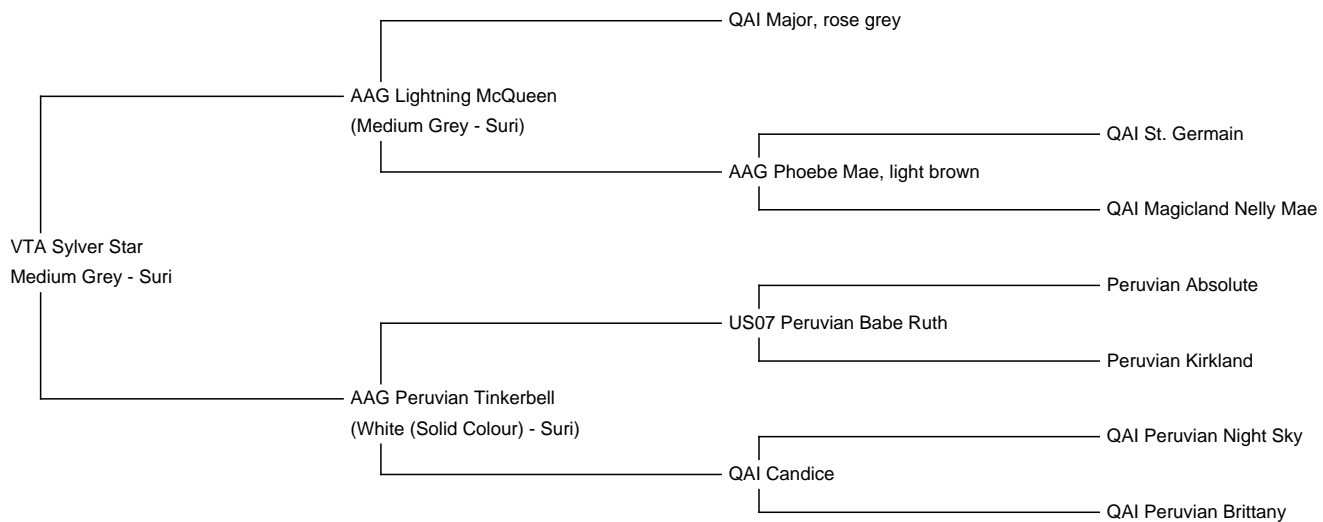 QAI Major, rose grey
AAG Lightning McQueen
(Medium Grey - Suri)
QAI St. Germain
AAG Phoebe Mae, light brown
QAI Magicland Nelly Mae
VTA Sylver Star
Medium Grey - Suri
Peruvian Absolute
US07 Peruvian Babe Ruth
Peruvian Kirkland
AAG Peruvian Tinkerbell
(White (Solid Colour) - Suri)
QAI Peruvian Night Sky
QAI Candice
QAI Peruvian Brittany